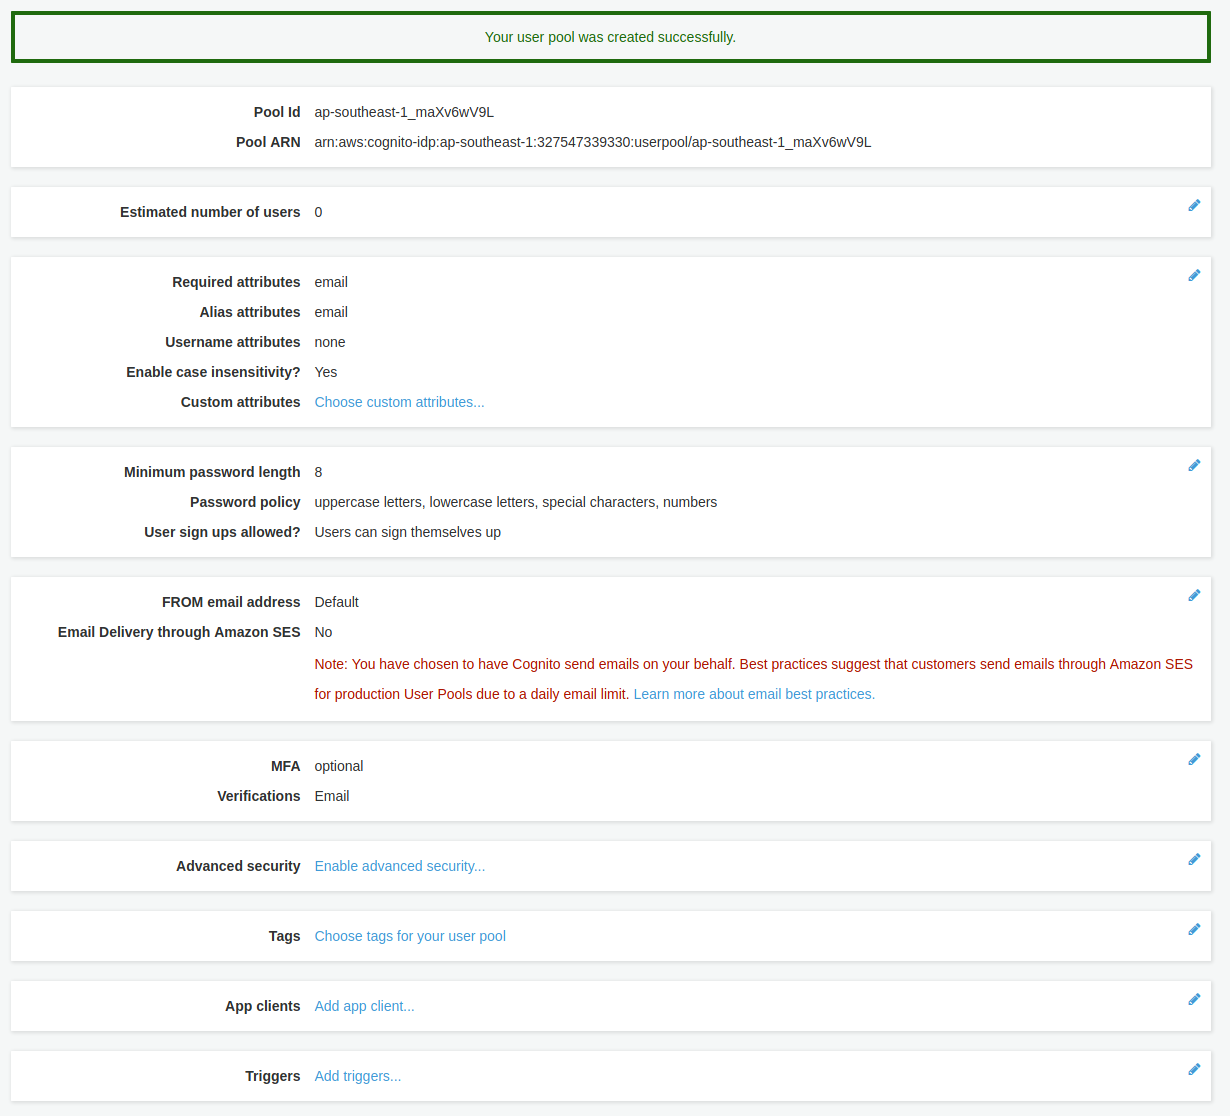 Your user pool was created successfully.
Pool Id ap-southeast-1_maXv6wV9L
Pool ARN arn:aws:cognito-idp:ap-southeast-1:327547339330:userpool/ap-southeast-1_maXv6wV9L
Estimated number of users 0
Required attributes email
Alias attributes email
Username attributes none
Enable case insensitivity? Yes
Custom attributes Choose custom attributes...
Minimum password length 8
Password policy uppercase letters, lowercase letters, special characters, numbers
User sign ups allowed? Users can sign themselves up
FROM email address Default
Email Delivery through Amazon SES No
Note: You have chosen to have Cognito send emails on your behalf. Best practices suggest that customers send emails through Amazon SES
for production User Pools due to a daily email limit. Learn more about email best practices.
MFA optional
Verifications Email
Advanced security Enable advanced security...
Tags Choose tags for your user pool
App clients Add app client...
Triggers Add triggers...